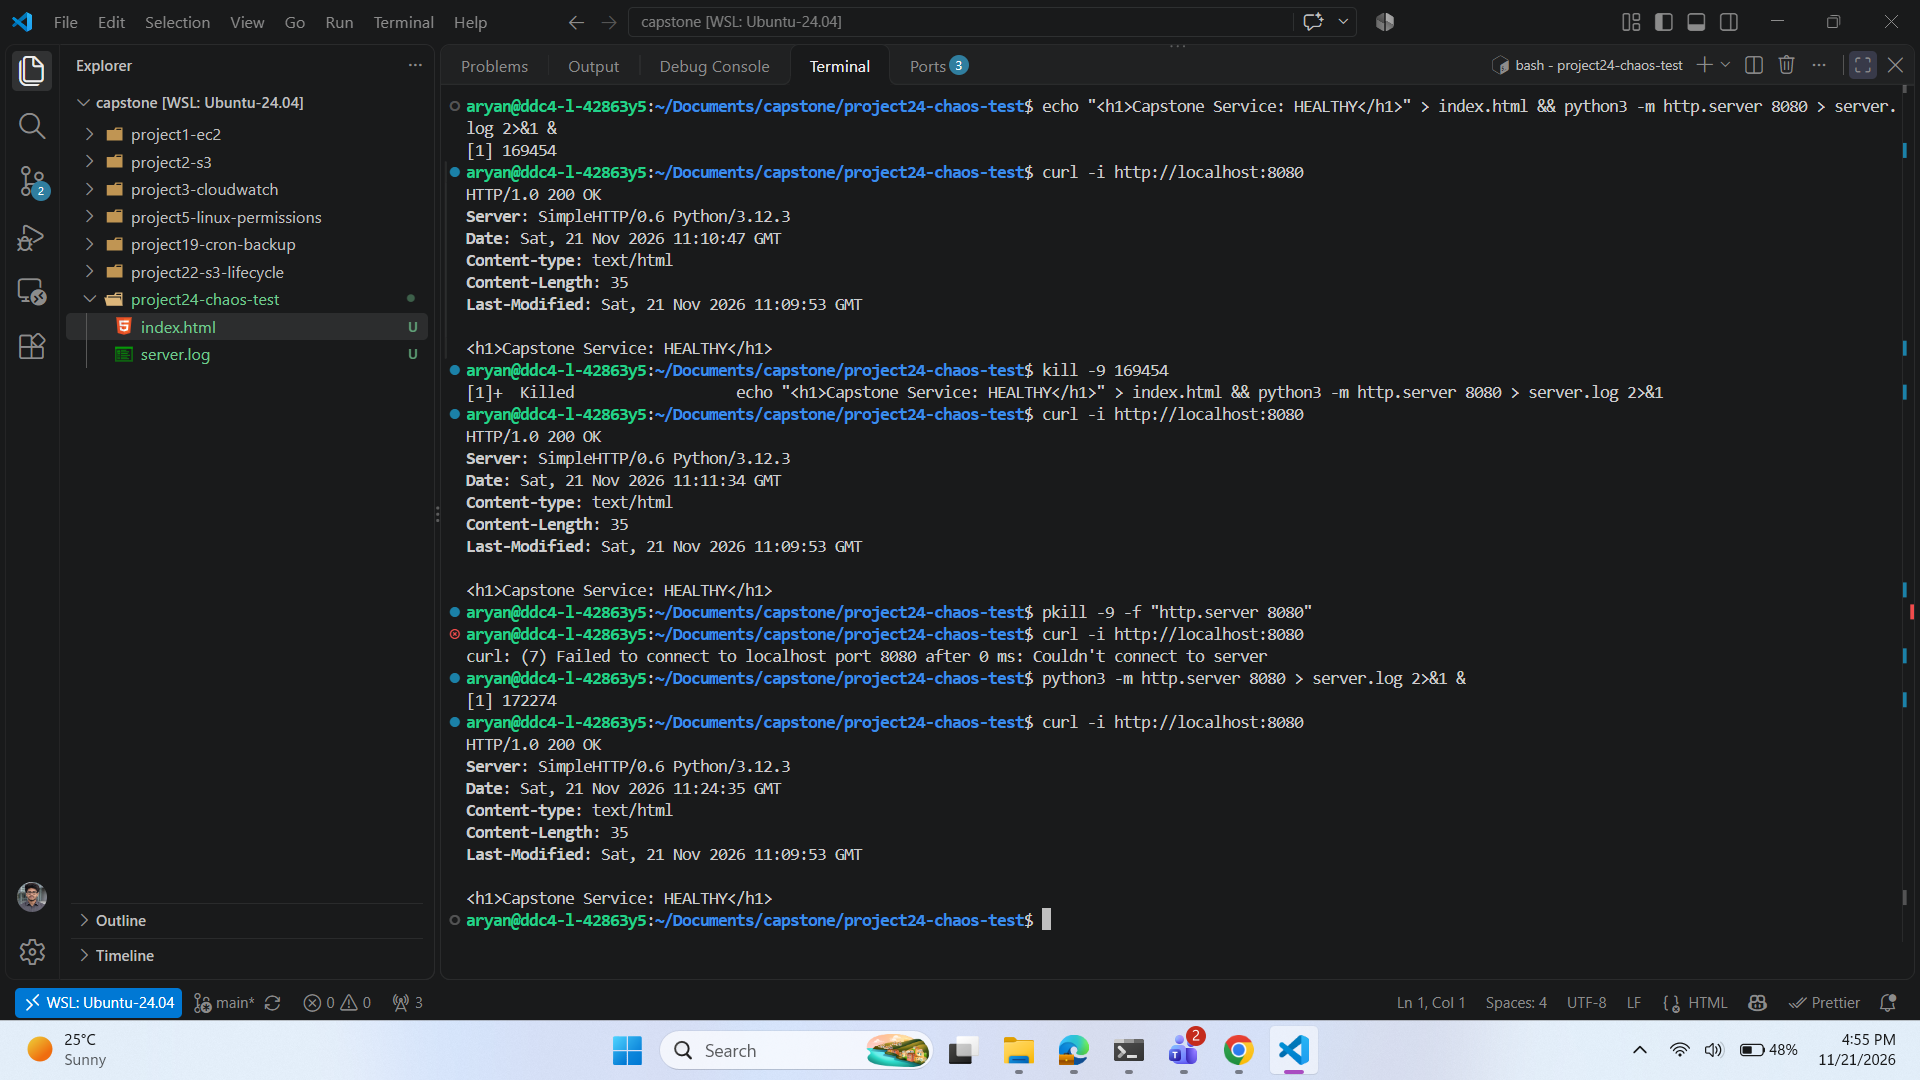 File Edit Selection View Go Run Terminal Help
capstone [WSL: Ubuntu-24.04]
Explorer
capstone [WSL: Ubuntu-24.04]
project1-ec2
project2-s3
project3-cloudwatch
project5-linux-permissions
project19-cron-backup
project22-s3-lifecycle
project24-chaos-test
index.html U
server.log U
2
Outline
Timeline
Problems Output Debug Console Terminal Ports 3
bash - project24-chaos-test
aryan@ddc4-l-42863y5:~/Documents/capstone/project24-chaos-test$ echo "<h1>Capstone Service: HEALTHY</h1>" > index.html && python3 -m http.server 8080 > server.
log 2>&1 &
[1] 169454
aryan@ddc4-l-42863y5:~/Documents/capstone/project24-chaos-test$ curl -i http://localhost:8080
HTTP/1.0 200 OK
Server: SimpleHTTP/0.6 Python/3.12.3
Date: Sat, 21 Nov 2026 11:10:47 GMT
Content-type: text/html
Content-Length: 35
Last-Modified: Sat, 21 Nov 2026 11:09:53 GMT
<h1>Capstone Service: HEALTHY</h1>
aryan@ddc4-l-42863y5:~/Documents/capstone/project24-chaos-test$ kill -9 169454
[1]+  Killed                  echo "<h1>Capstone Service: HEALTHY</h1>" > index.html && python3 -m http.server 8080 > server.log 2>&1
aryan@ddc4-l-42863y5:~/Documents/capstone/project24-chaos-test$ curl -i http://localhost:8080
HTTP/1.0 200 OK
Server: SimpleHTTP/0.6 Python/3.12.3
Date: Sat, 21 Nov 2026 11:11:34 GMT
Content-type: text/html
Content-Length: 35
Last-Modified: Sat, 21 Nov 2026 11:09:53 GMT
<h1>Capstone Service: HEALTHY</h1>
aryan@ddc4-l-42863y5:~/Documents/capstone/project24-chaos-test$ pkill -9 -f "http.server 8080"
aryan@ddc4-l-42863y5:~/Documents/capstone/project24-chaos-test$ curl -i http://localhost:8080
curl: (7) Failed to connect to localhost port 8080 after 0 ms: Couldn't connect to server
aryan@ddc4-l-42863y5:~/Documents/capstone/project24-chaos-test$ python3 -m http.server 8080 > server.log 2>&1 &
[1] 172274
aryan@ddc4-l-42863y5:~/Documents/capstone/project24-chaos-test$ curl -i http://localhost:8080
HTTP/1.0 200 OK
Server: SimpleHTTP/0.6 Python/3.12.3
Date: Sat, 21 Nov 2026 11:24:35 GMT
Content-type: text/html
Content-Length: 35
Last-Modified: Sat, 21 Nov 2026 11:09:53 GMT
<h1>Capstone Service: HEALTHY</h1>
aryan@ddc4-l-42863y5:~/Documents/capstone/project24-chaos-test$
WSL: Ubuntu-24.04 main* 0 0 3
Ln 1, Col 1 Spaces: 4 UTF-8 LF HTML Prettier
25°C
Sunny
Search
2
48%
4:55 PM
11/21/2026